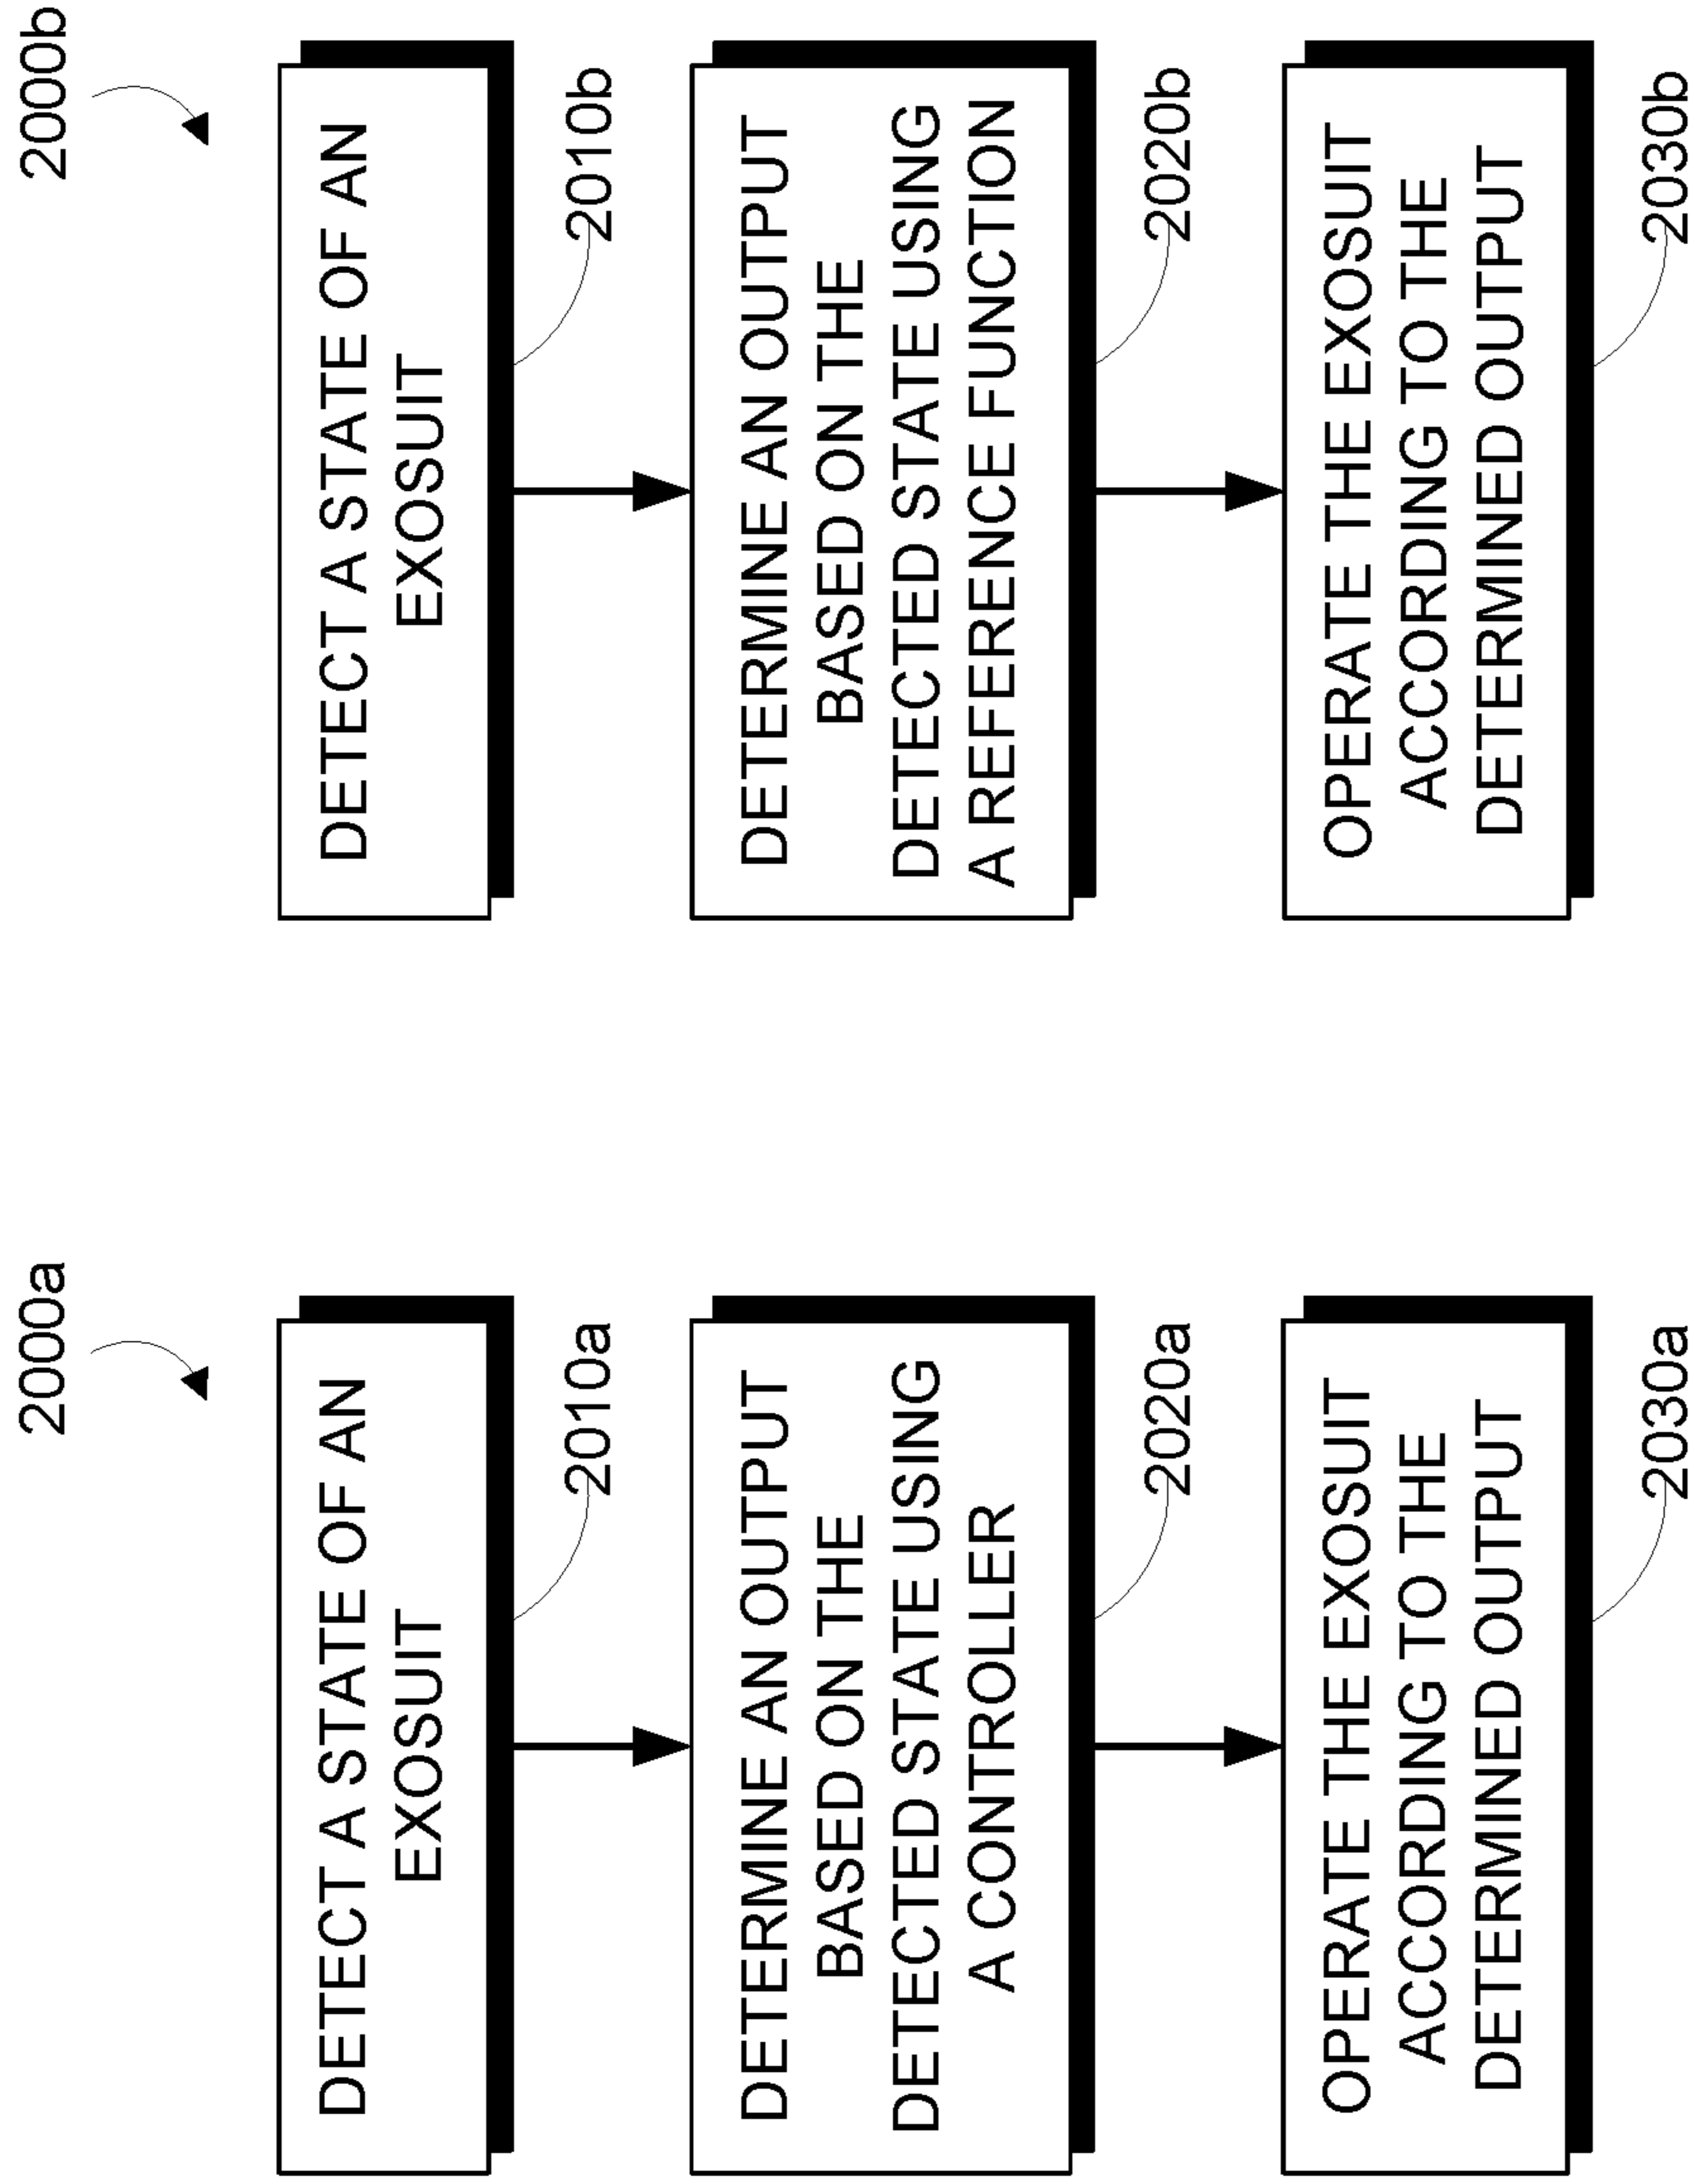 2000a
DETECT A STATE OF AN
EXOSUIT
2010a
DETERMINE AN OUTPUT
BASED ON THE
DETECTED STATE USING
A CONTROLLER
2020a
OPERATE THE EXOSUIT
ACCORDING TO THE
DETERMINED OUTPUT
2030a
2000b
DETECT A STATE OF AN
EXOSUIT
2010b
DETERMINE AN OUTPUT
BASED ON THE
DETECTED STATE USING
A REFERENCE FUNCTION
2020b
OPERATE THE EXOSUIT
ACCORDING TO THE
DETERMINED OUTPUT
2030b